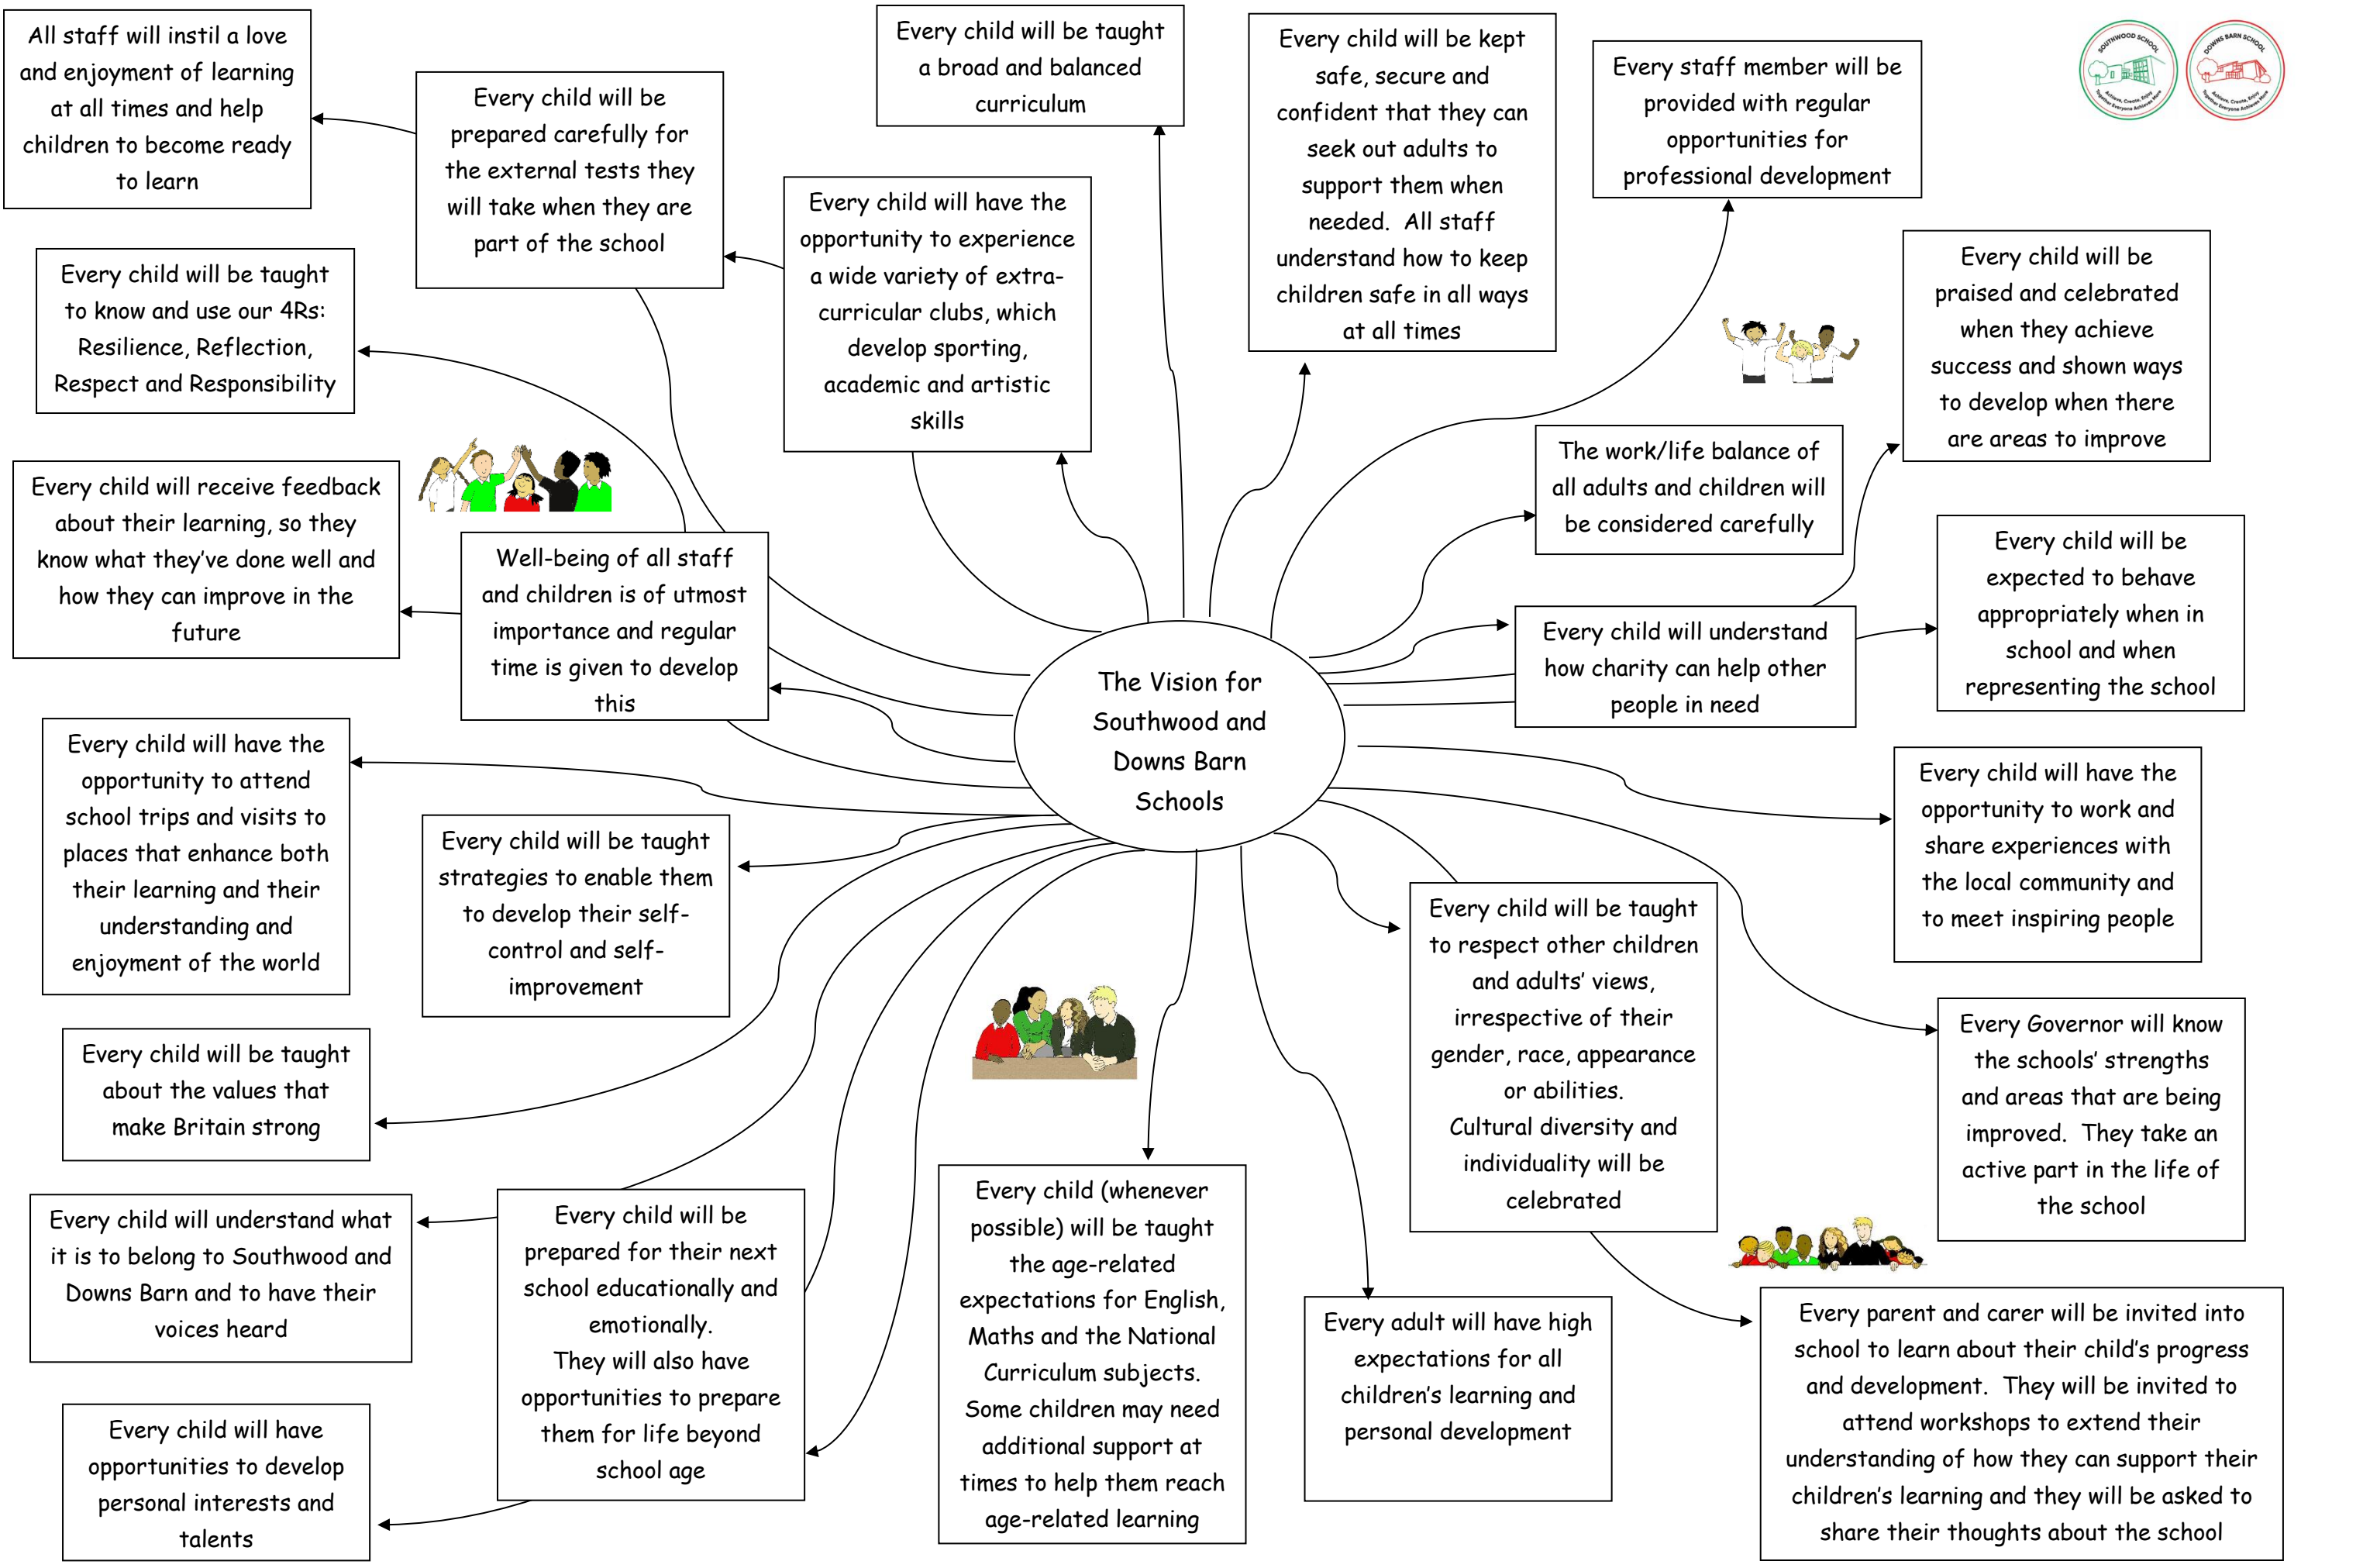 All staff will instil a love
and enjoyment of learning
at all times and help
children to become ready
to learn
Every child will be
prepared carefully for
the external tests they
will take when they are
part of the school
Every child will be taught
a broad and balanced
curriculum
Every child will be kept
safe, secure and
confident that they can
seek out adults to
support them when
needed.  All staff
understand how to keep
children safe in all ways
at all times
Every staff member will be
provided with regular
opportunities for
professional development
SOUTHWOOD SCHOOL
Achieve, Create, Enjoy
Together Everyone Achieves More
DOWNS BARN SCHOOL
Achieve, Create, Enjoy
Together Everyone Achieves More
Every child will have the
opportunity to experience
a wide variety of extra-
curricular clubs, which
develop sporting,
academic and artistic
skills
Every child will be
praised and celebrated
when they achieve
success and shown ways
to develop when there
are areas to improve
Every child will be taught
to know and use our 4Rs:
Resilience, Reflection,
Respect and Responsibility
The work/life balance of
all adults and children will
be considered carefully
Every child will receive feedback
about their learning, so they
know what they've done well and
how they can improve in the
future
Well-being of all staff
and children is of utmost
importance and regular
time is given to develop
this
Every child will be
expected to behave
appropriately when in
school and when
representing the school
Every child will understand
how charity can help other
people in need
The Vision for
Southwood and
Downs Barn
Schools
Every child will have the
opportunity to attend
school trips and visits to
places that enhance both
their learning and their
understanding and
enjoyment of the world
Every child will be taught
strategies to enable them
to develop their self-
control and self-
improvement
Every child will have the
opportunity to work and
share experiences with
the local community and
to meet inspiring people
Every child will be taught
to respect other children
and adults' views,
irrespective of their
gender, race, appearance
or abilities.
Cultural diversity and
individuality will be
celebrated
Every Governor will know
the schools' strengths
and areas that are being
improved.  They take an
active part in the life of
the school
Every child will be taught
about the values that
make Britain strong
Every child will understand what
it is to belong to Southwood and
Downs Barn and to have their
voices heard
Every child will be
prepared for their next
school educationally and
emotionally.
They will also have
opportunities to prepare
them for life beyond
school age
Every child (whenever
possible) will be taught
the age-related
expectations for English,
Maths and the National
Curriculum subjects.
Some children may need
additional support at
times to help them reach
age-related learning
Every adult will have high
expectations for all
children's learning and
personal development
Every parent and carer will be invited into
school to learn about their child's progress
and development.  They will be invited to
attend workshops to extend their
understanding of how they can support their
children's learning and they will be asked to
share their thoughts about the school
Every child will have
opportunities to develop
personal interests and
talents